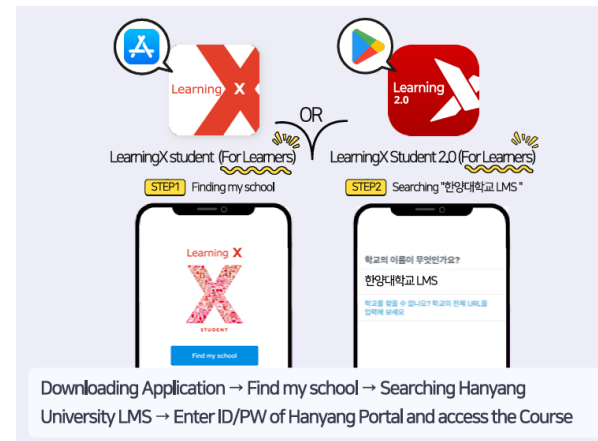 Learning X
Learning
2.0
OR
LearningX student (For Learners)
LearningX Student 2.0 (For Learners)
STEP1 Finding my school
STEP2 Searching "한양대학교 LMS"
Learning X
STUDENT
Find my school
학교의 이름이 무엇인가요?
한양대학교 LMS
학교를 찾을 수 없나요? 학교의 전체 URL을
입력해 보세요
Downloading Application → Find my school → Searching Hanyang
University LMS → Enter ID/PW of Hanyang Portal and access the Course